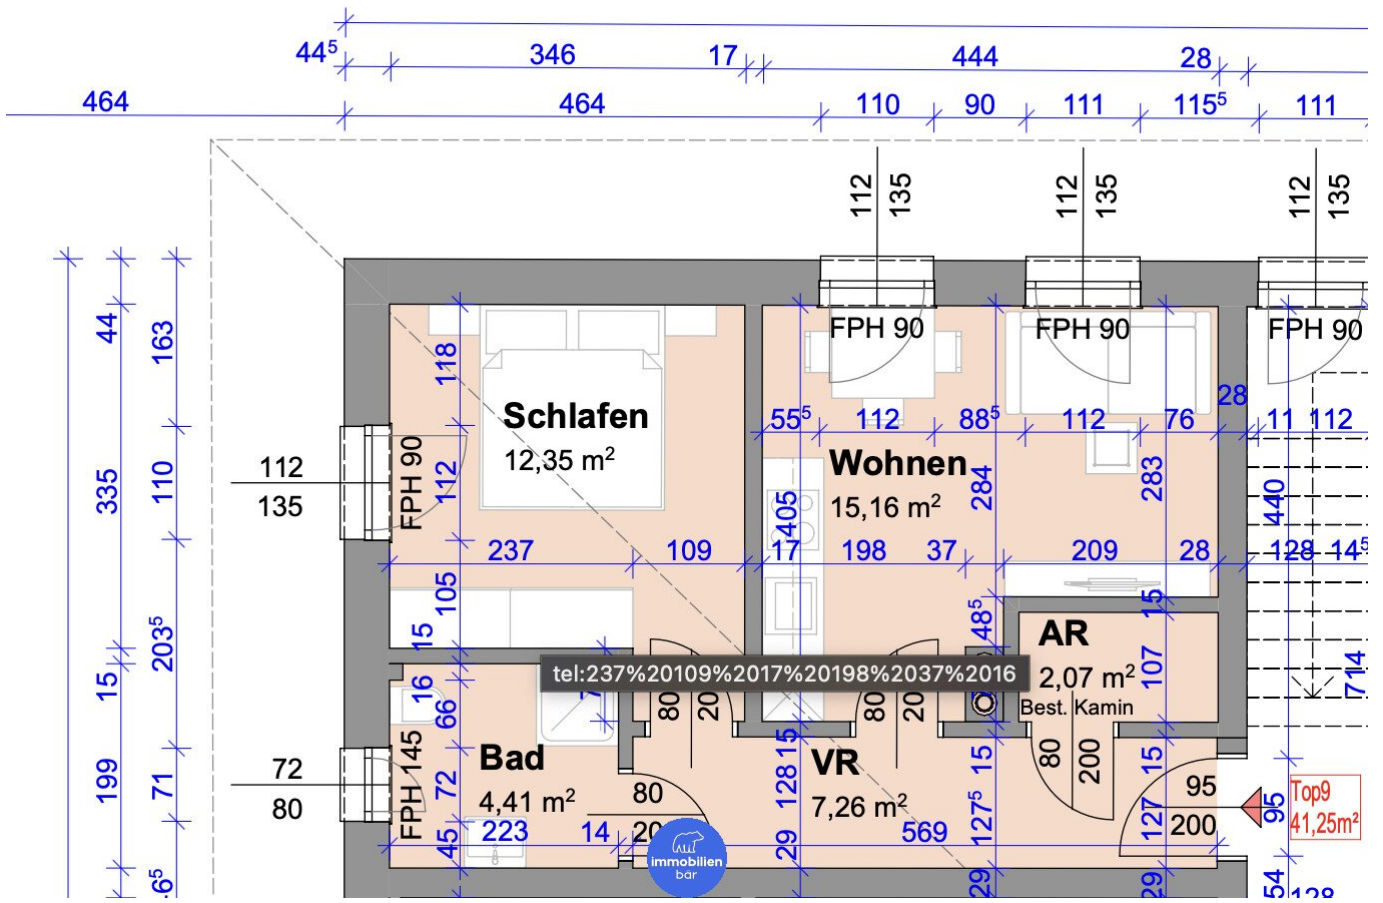 44⁵ 346 17 444 28
464 464 110 90 111 115⁵ 111
112 135 112 135 112 135
44 163 118
FPH 90 FPH 90 FPH 90
28
Schlafen 55⁵ 112 88⁵ 112 76 11 112
12,35 m²
Wohnen
15,16 m²
112
135
FPH 90
335 110 112 405 284 283 440
237 109 17 198 37 209 28 128 14⁵
105 48⁵ 15
15 203⁵
AR
2,07 m²
107 714
Best. Kamin
tel:237%20109%2017%20198%2037%2016
15 16 66
80 20 80 20 80 200
Bad
4,41 m²
VR
7,26 m²
72
80
FPH 145
199 71 72 45
128 15 15 15
80
20
95
200
95
Top9
41,25m²
223 14 569
29 127⁵ 29 127 29
immobilien
bär
54 128